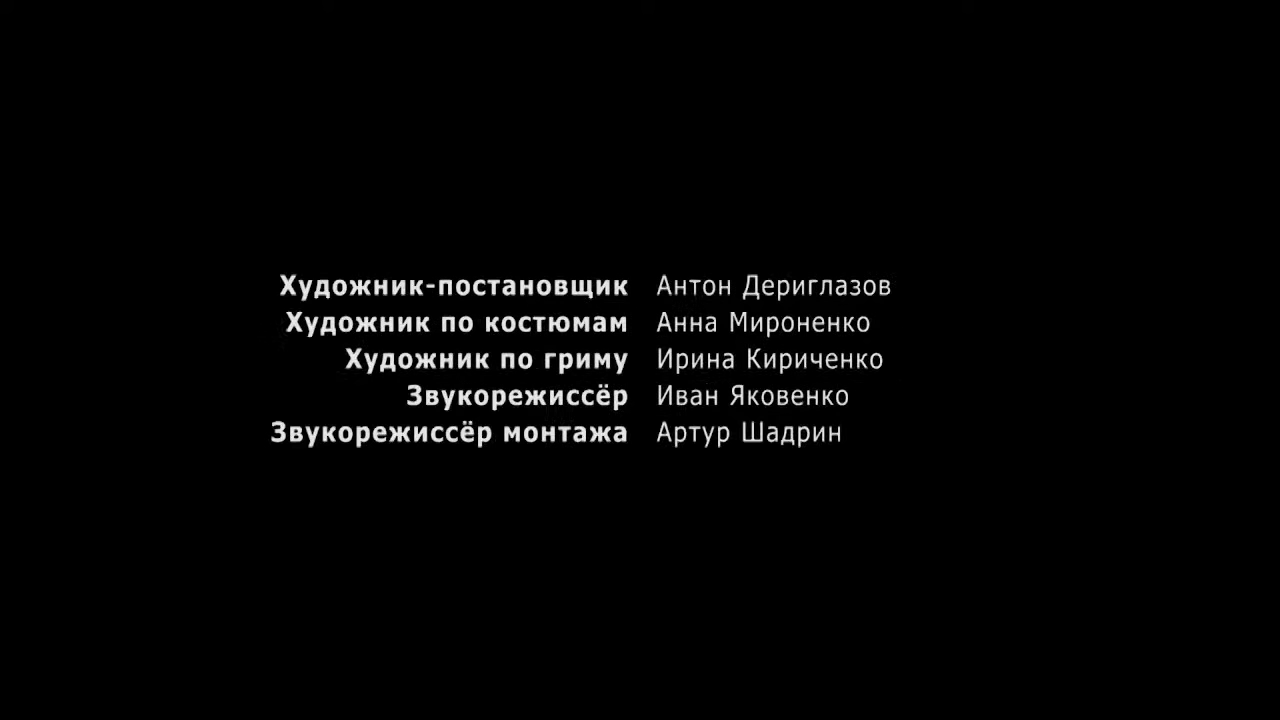 Художник-постановщик Антон Дериглазов
Художник по костюмам Анна Мироненко
Художник по гриму Ирина Кириченко
Звукорежиссёр Иван Яковенко
Звукорежиссёр монтажа Артур Шадрин